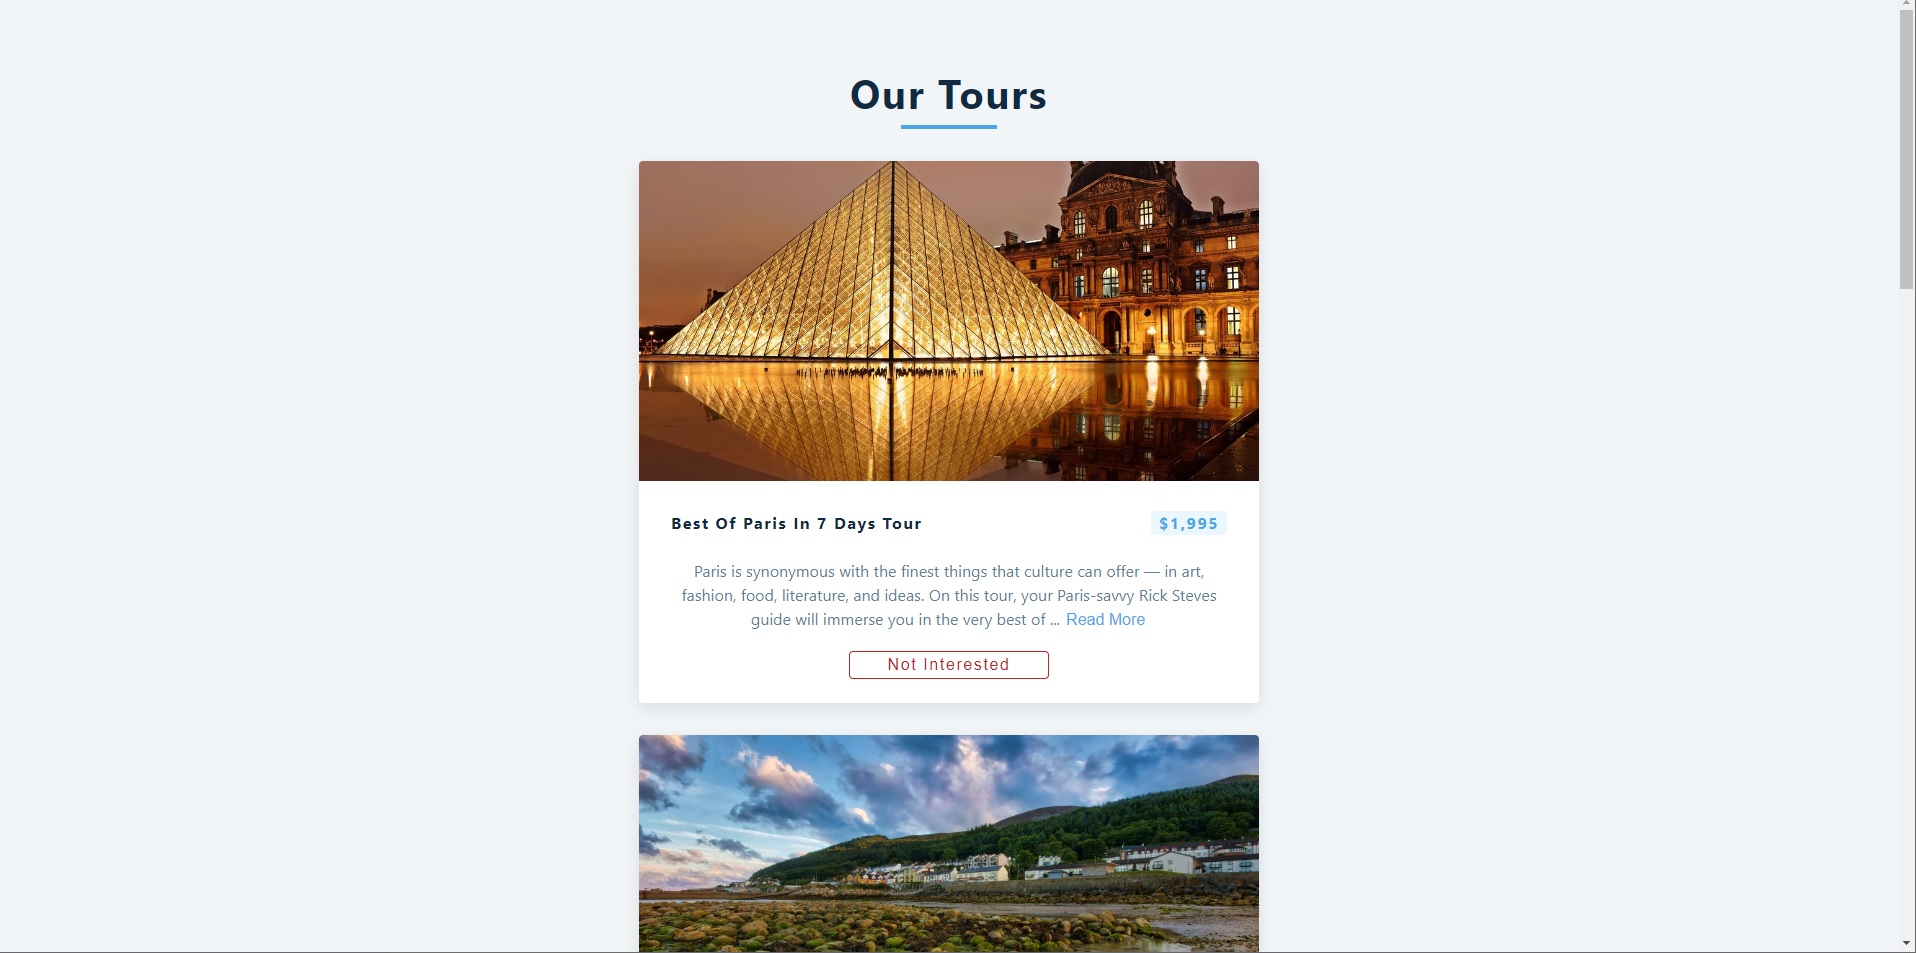 Our Tours
Best Of Paris In 7 Days Tour
$1,995
Paris is synonymous with the finest things that culture can offer — in art,
fashion, food, literature, and ideas. On this tour, your Paris-savvy Rick Steves
guide will immerse you in the very best of ... Read More
Not Interested